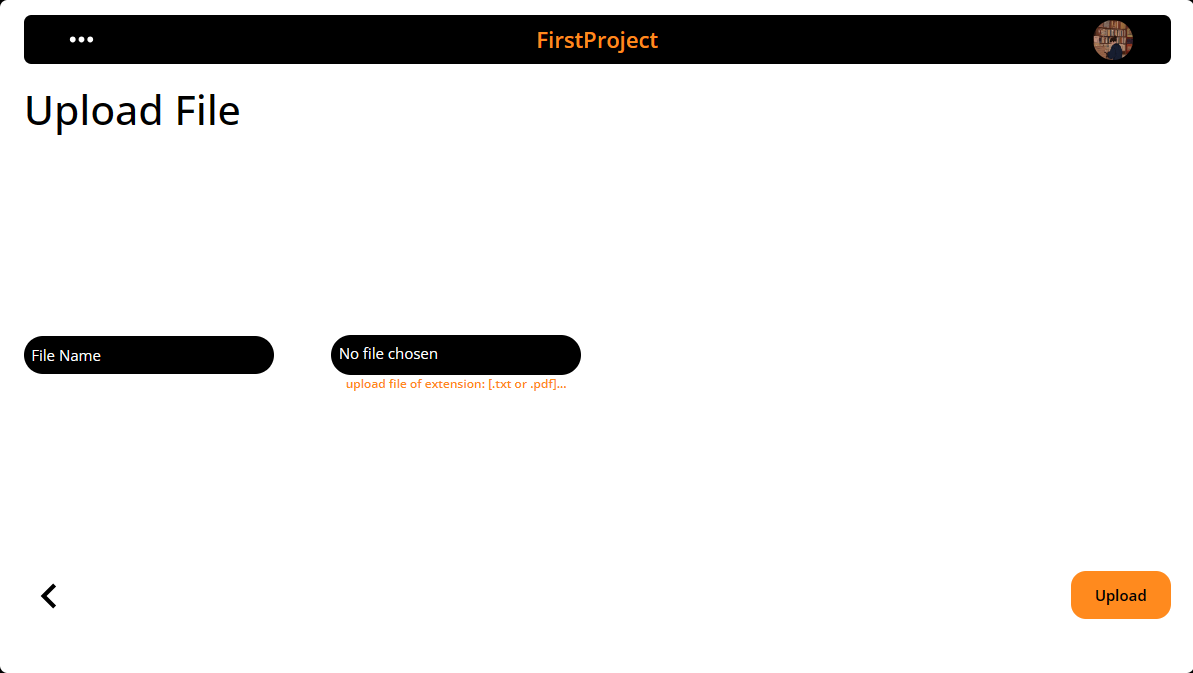 FirstProject
Upload File
File Name
No file chosen
upload file of extension: [.txt or .pdf]...
Upload